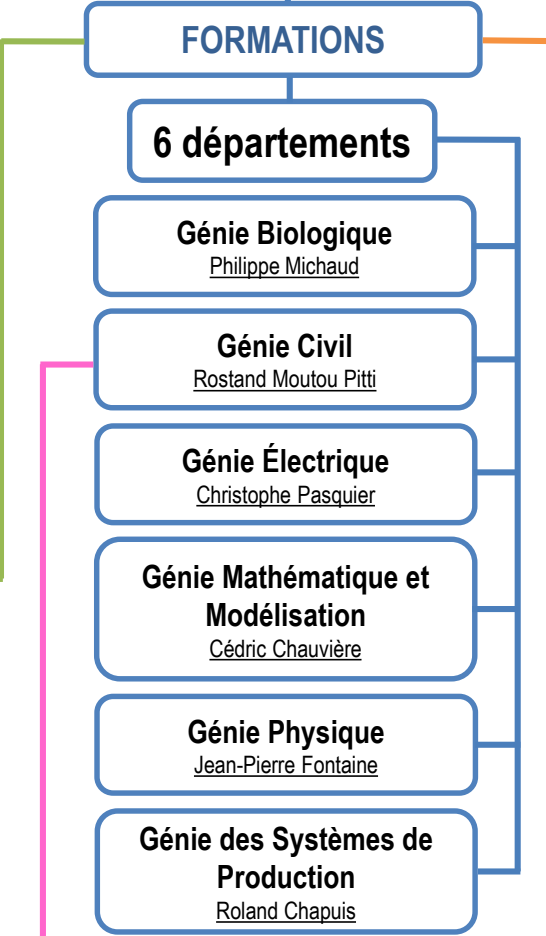 FORMATIONS
6 départements
Génie Biologique
Philippe Michaud
Génie Civil
Rostand Moutou Pitti
Génie Électrique
Christophe Pasquier
Génie Mathématique et
Modélisation
Cédric Chauvière
Génie Physique
Jean-Pierre Fontaine
Génie des Systèmes de
Production
Roland Chapuis